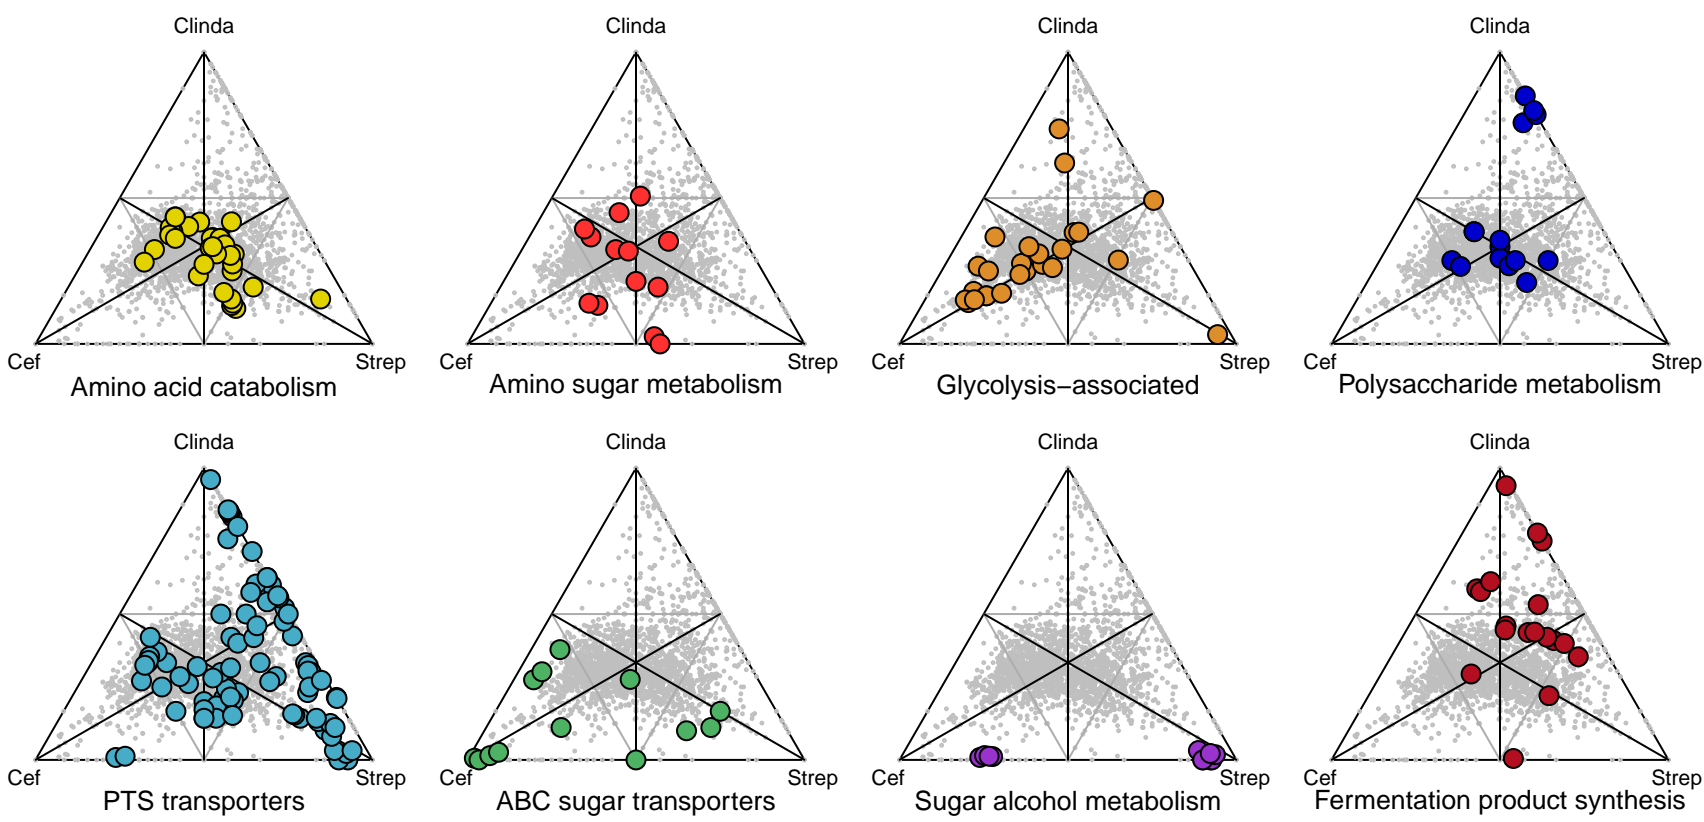 Clinda Clinda Clinda Clinda
Cef Strep Cef Strep Cef Strep Cef Strep
Amino acid catabolism Amino sugar metabolism Glycolysis−associated Polysaccharide metabolism
Clinda Clinda Clinda Clinda
Cef Strep Cef Strep Cef Strep Cef Strep
PTS transporters ABC sugar transporters Sugar alcohol metabolism Fermentation product synthesis